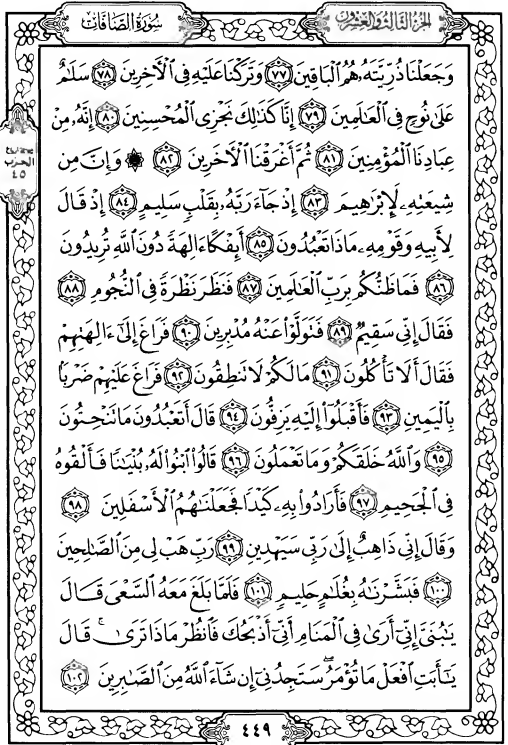 الجزء الثالث والعشرون
سورة الصافات
وَجَعَلْنَا ذُرِّيَّتَهُۥ هُمُ ٱلْبَاقِينَ ٧٧ وَتَرَكْنَا عَلَيْهِ فِى ٱلْأَخِرِينَ ٧٨ سَلَٰمٌ
عَلَىٰ نُوحٍ فِى ٱلْعَٰلَمِينَ ٧٩ إِنَّا كَذَٰلِكَ نَجْزِى ٱلْمُحْسِنِينَ ٨٠ إِنَّهُۥ مِنْ
عِبَادِنَا ٱلْمُؤْمِنِينَ ٨١ ثُمَّ أَغْرَقْنَا ٱلْأَخَرِينَ ٨٢ ۞ وَإِنَّ مِن
شِيعَتِهِۦ لَإِبْرَٰهِيمَ ٨٣ إِذْ جَآءَ رَبَّهُۥ بِقَلْبٍ سَلِيمٍ ٨٤ إِذْ قَالَ
لِأَبِيهِ وَقَوْمِهِۦ مَاذَا تَعْبُدُونَ ٨٥ أَئِفْكًا ءَالِهَةً دُونَ ٱللَّهِ تُرِيدُونَ
٨٦ فَمَا ظَنُّكُم بِرَبِّ ٱلْعَٰلَمِينَ ٨٧ فَنَظَرَ نَظْرَةً فِى ٱلنُّجُومِ ٨٨
فَقَالَ إِنِّى سَقِيمٌ ٨٩ فَتَوَلَّوْا۟ عَنْهُ مُدْبِرِينَ ٩٠ فَرَاغَ إِلَىٰٓ ءَالِهَتِهِمْ
فَقَالَ أَلَا تَأْكُلُونَ ٩١ مَا لَكُمْ لَا تَنطِقُونَ ٩٢ فَرَاغَ عَلَيْهِمْ ضَرْبًۢا
بِٱلْيَمِينِ ٩٣ فَأَقْبَلُوٓا۟ إِلَيْهِ يَزِفُّونَ ٩٤ قَالَ أَتَعْبُدُونَ مَا تَنْحِتُونَ
٩٥ وَٱللَّهُ خَلَقَكُمْ وَمَا تَعْمَلُونَ ٩٦ قَالُوا۟ ٱبْنُوا۟ لَهُۥ بُنْيَٰنًا فَأَلْقُوهُ
فِى ٱلْجَحِيمِ ٩٧ فَأَرَادُوا۟ بِهِۦ كَيْدًا فَجَعَلْنَٰهُمُ ٱلْأَسْفَلِينَ ٩٨
وَقَالَ إِنِّى ذَاهِبٌ إِلَىٰ رَبِّى سَيَهْدِينِ ٩٩ رَبِّ هَبْ لِى مِنَ ٱلصَّٰلِحِينَ
١٠٠ فَبَشَّرْنَٰهُ بِغُلَٰمٍ حَلِيمٍ ١٠١ فَلَمَّا بَلَغَ مَعَهُ ٱلسَّعْىَ قَالَ
يَٰبُنَىَّ إِنِّىٓ أَرَىٰ فِى ٱلْمَنَامِ أَنِّىٓ أَذْبَحُكَ فَٱنظُرْ مَاذَا تَرَىٰ ۚ قَالَ
يَٰٓأَبَتِ ٱفْعَلْ مَا تُؤْمَرُ ۖ سَتَجِدُنِىٓ إِن شَآءَ ٱللَّهُ مِنَ ٱلصَّٰبِرِينَ ١٠٢
الحزب
٤٥
٤٤٩